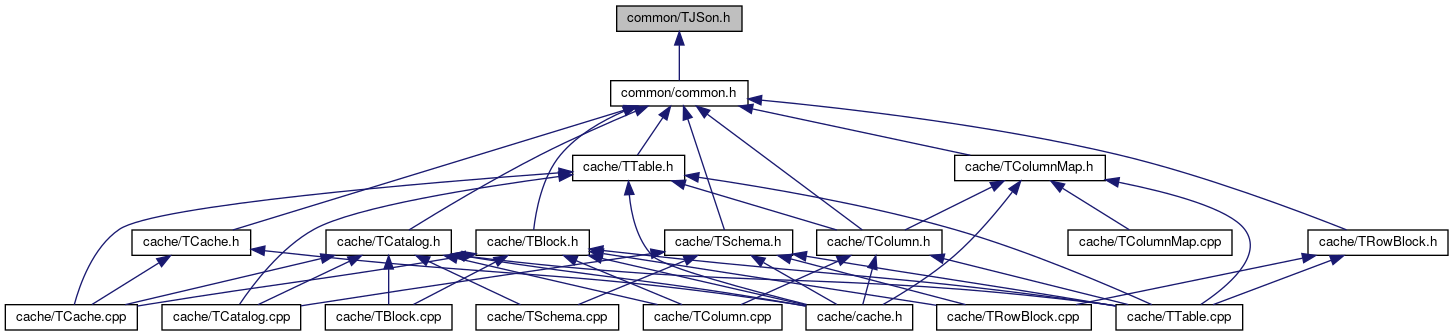 common/TJSon.h
common/common.h
cache/TTable.h
cache/TColumnMap.h
cache/TCache.h
cache/TCatalog.h
cache/TBlock.h
cache/TSchema.h
cache/TColumn.h
cache/TColumnMap.cpp
cache/TRowBlock.h
cache/TCache.cpp
cache/TCatalog.cpp
cache/TBlock.cpp
cache/TSchema.cpp
cache/TColumn.cpp
cache/cache.h
cache/TRowBlock.cpp
cache/TTable.cpp